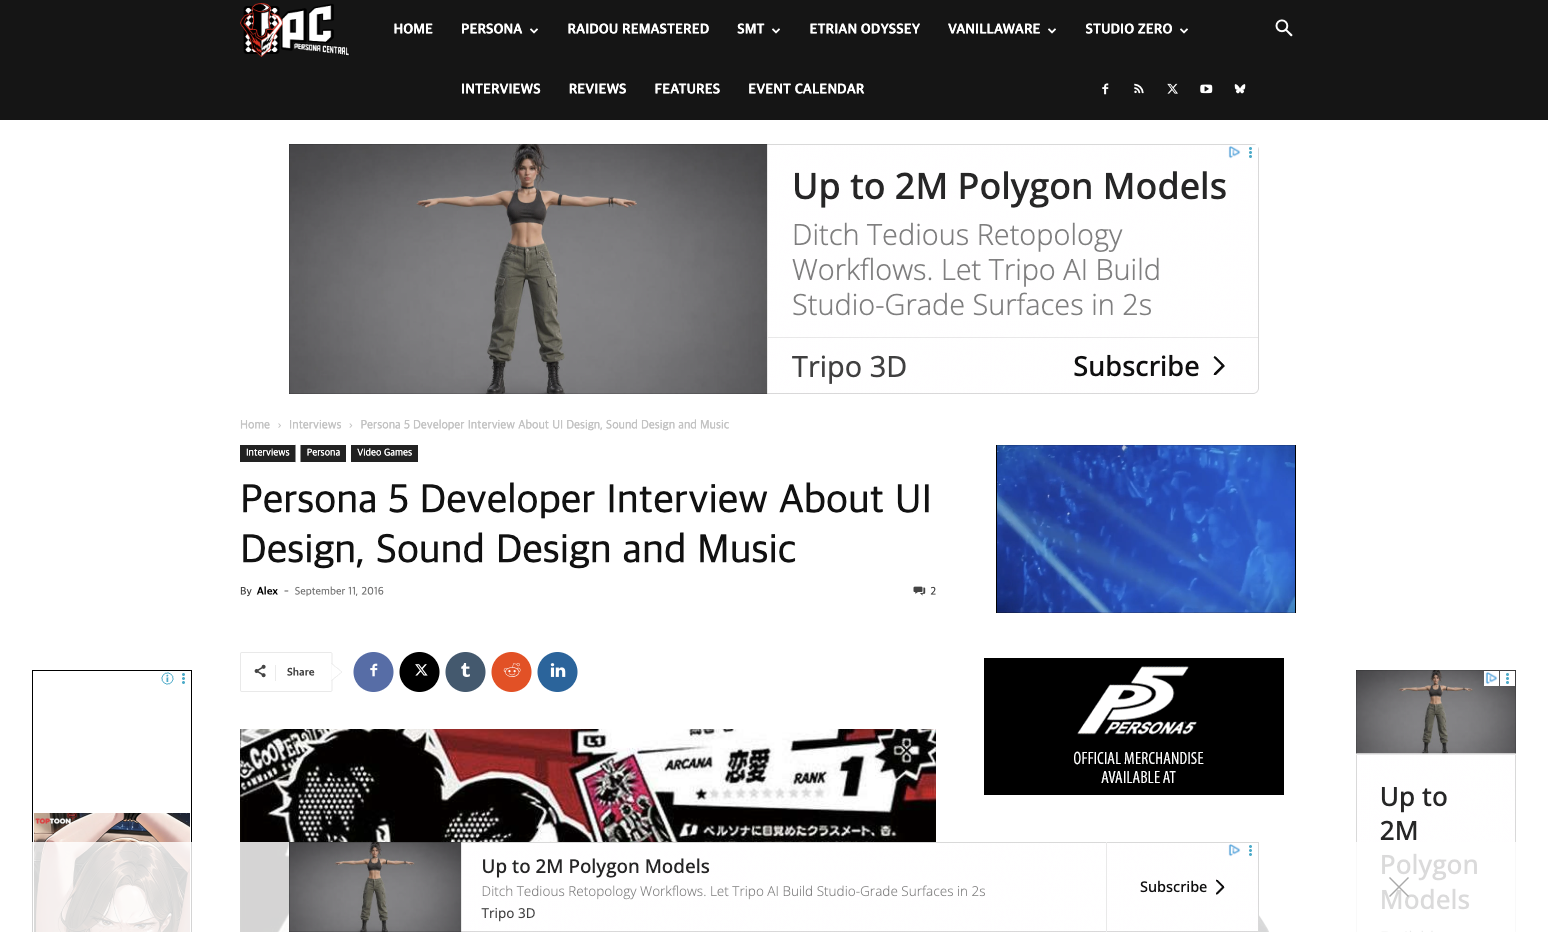 PC
PERSONA CENTRAL
HOME
PERSONA
RAIDOU REMASTERED
SMT
ETRIAN ODYSSEY
VANILLAWARE
STUDIO ZERO
INTERVIEWS
REVIEWS
FEATURES
EVENT CALENDAR
Up to 2M Polygon Models
Ditch Tedious Retopology
Workflows. Let Tripo AI Build
Studio-Grade Surfaces in 2s
Tripo 3D
Subscribe
Home › Interviews › Persona 5 Developer Interview About UI Design, Sound Design and Music
Interviews
Persona
Video Games
Persona 5 Developer Interview About UI
Design, Sound Design and Music
By Alex - September 11, 2016
2
Share
COOPER
COMMAND
L1
ARCANA 恋愛 RANK 1
ペルソナに目覚めたクラスメート、杏。
P5
PERSONA5
OFFICIAL MERCHANDISE
AVAILABLE AT
TOPTOON
Up to
2M
Polygon
Models
Up to 2M Polygon Models
Ditch Tedious Retopology Workflows. Let Tripo AI Build Studio-Grade Surfaces in 2s
Tripo 3D
Subscribe